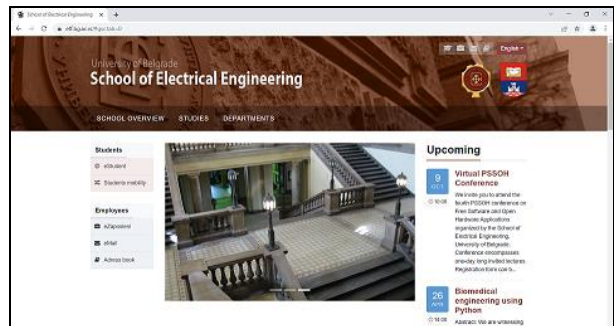 School of Electrical Engineering
English
University of Belgrade
School of Electrical Engineering
SCHOOL OVERVIEW STUDIES DEPARTMENTS
Students
eStudent
Students mobility
Employees
eZaposleni
eMail
Adress book
Upcoming
9
OCT
10:00
Virtual PSSOH
Conference
We invite you to attend the
fourth PSSOH conference on
Free Software and Open
Hardware Applications
organized by the School of
Electrical Engineering,
University of Belgrade.
Conference encompasses
one-day long invited lectures.
Registration form can b...
26
APR
14:00
Biomedical
engineering using
Python
Abstract: We are witnessing